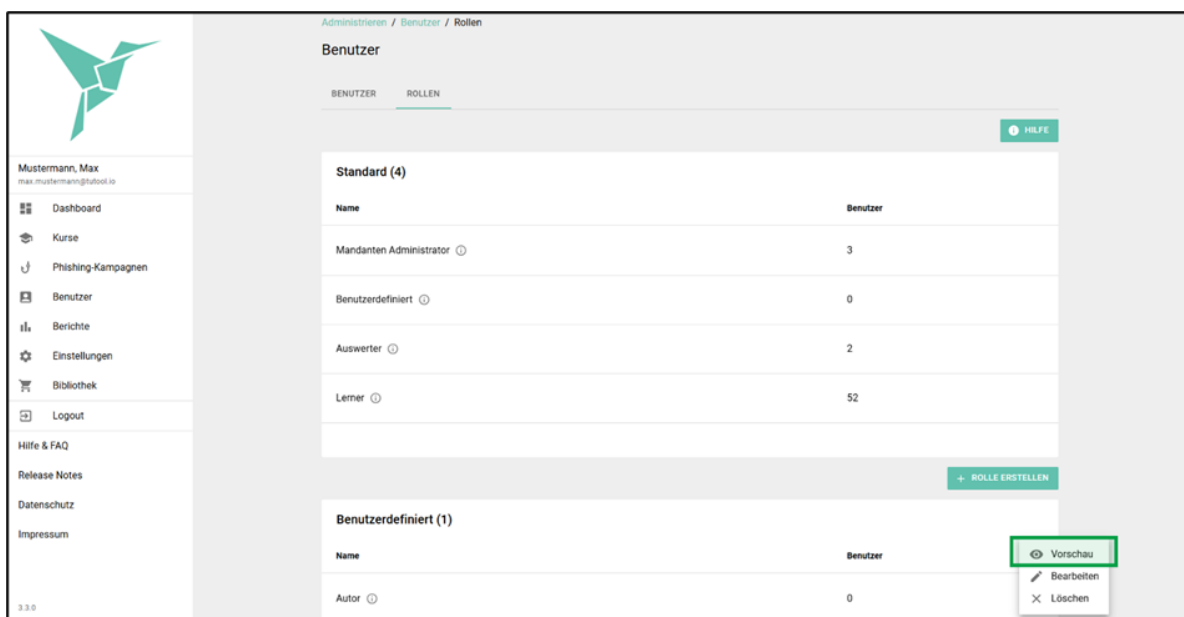 Administrieren / Benutzer / Rollen
Benutzer
BENUTZER ROLLEN
HILFE
Mustermann, Max
max.mustermann@tutool.io
Dashboard
Kurse
Phishing-Kampagnen
Benutzer
Berichte
Einstellungen
Bibliothek
Logout
Hilfe & FAQ
Release Notes
Datenschutz
Impressum
3.3.0
Standard (4)
Name Benutzer
Mandanten Administrator 3
Benutzerdefiniert 0
Auswerter 2
Lerner 52
+ ROLLE ERSTELLEN
Benutzerdefiniert (1)
Name Benutzer
Autor 0
Vorschau
Bearbeiten
Löschen